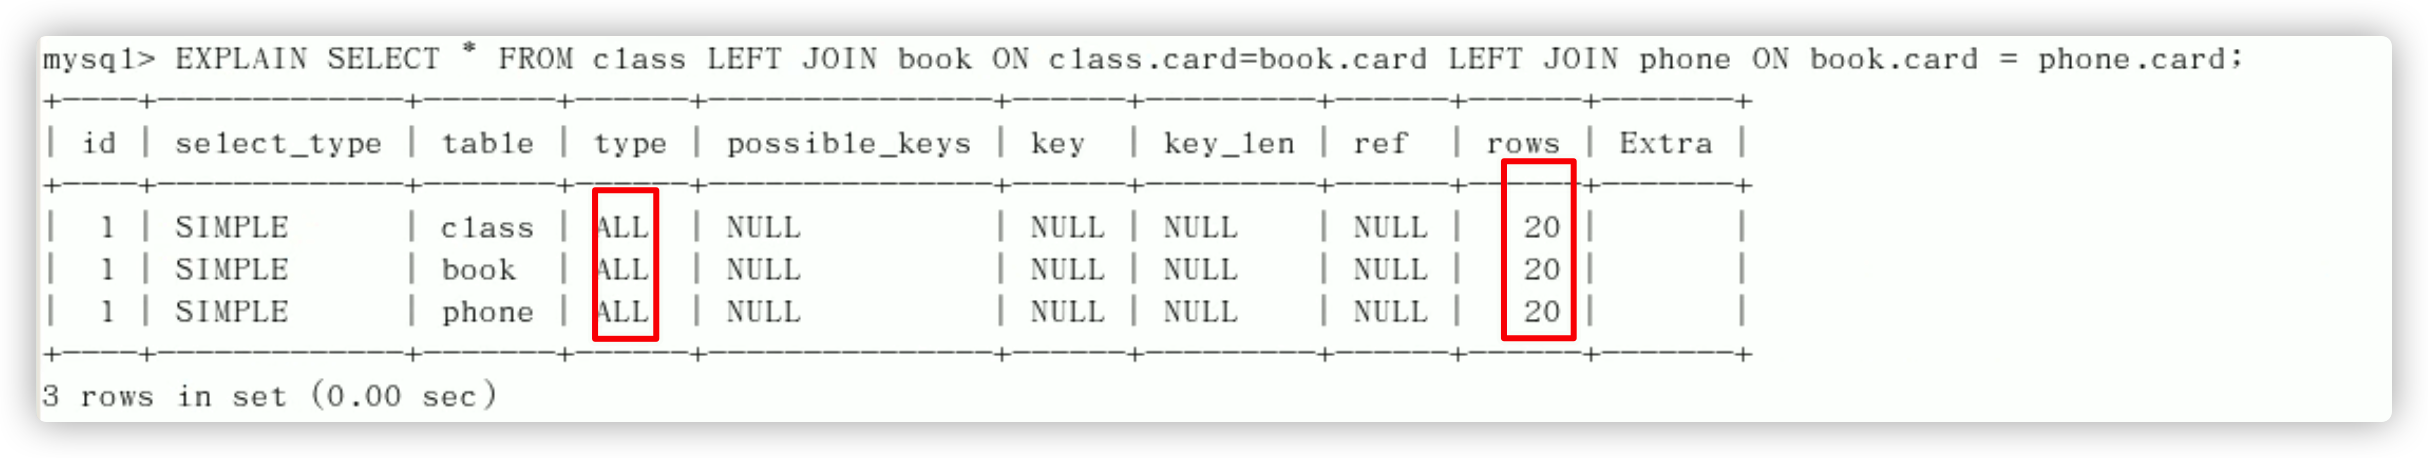 mysql> EXPLAIN SELECT * FROM class LEFT JOIN book ON class.card=book.card LEFT JOIN phone ON book.card = phone.card;
+----+-------------+-------+------+---------------+------+---------+------+------+-------+
| id | select_type | table | type | possible_keys | key | key_len | ref | rows | Extra |
+----+-------------+-------+------+---------------+------+---------+------+------+-------+
| 1 | SIMPLE | class | ALL | NULL | NULL | NULL | NULL | 20 | |
| 1 | SIMPLE | book | ALL | NULL | NULL | NULL | NULL | 20 | |
| 1 | SIMPLE | phone | ALL | NULL | NULL | NULL | NULL | 20 | |
+----+-------------+-------+------+---------------+------+---------+------+------+-------+
3 rows in set (0.00 sec)